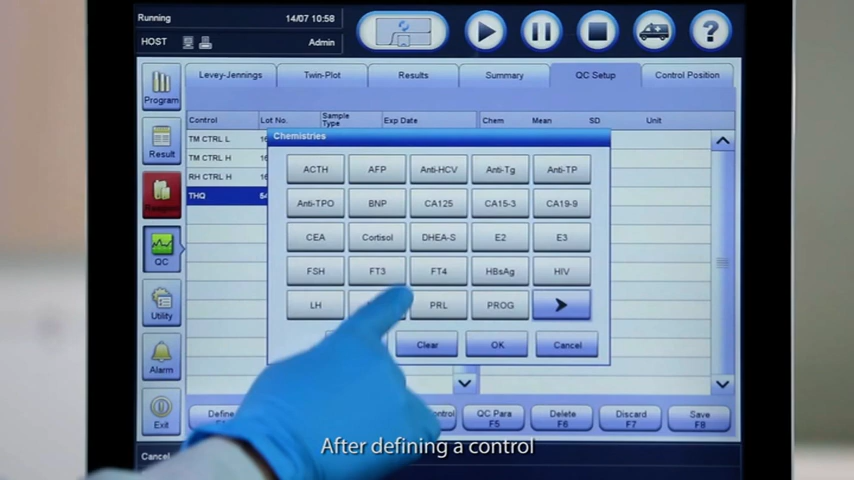 Running
14/07 10:58
HOST
Admin
?
Levey-Jennings
Twin-Plot
Results
Summary
QC Setup
Control Position
Program
Result
QC
Utility
Alarm
Exit
Control
Lot No.
Sample Type
Exp Date
Chem
Mean
SD
Unit
TM CTRL L
TM CTRL H
RH CTRL H
THQ
Chemistries
ACTH
AFP
Anti-HCV
Anti-Tg
Anti-TP
Anti-TPO
BNP
CA125
CA15-3
CA19-9
CEA
Cortisol
DHEA-S
E2
E3
FSH
FT3
FT4
HBsAg
HIV
LH
PRL
PROG
Clear
OK
Cancel
QC Para
F5
Delete
F6
Discard
F7
Save
F8
Cancel
After defining a control